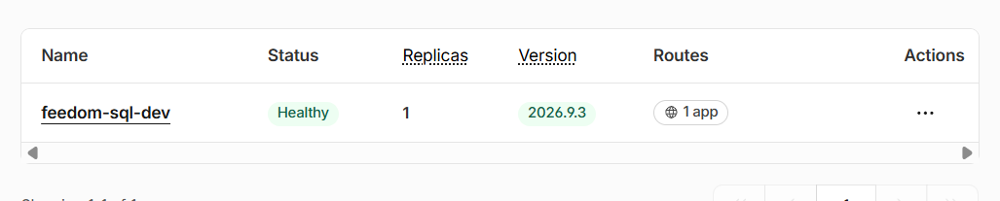 Name Status Replicas Version Routes Actions
feedom-sql-dev Healthy 1 2026.9.3 1 app ...